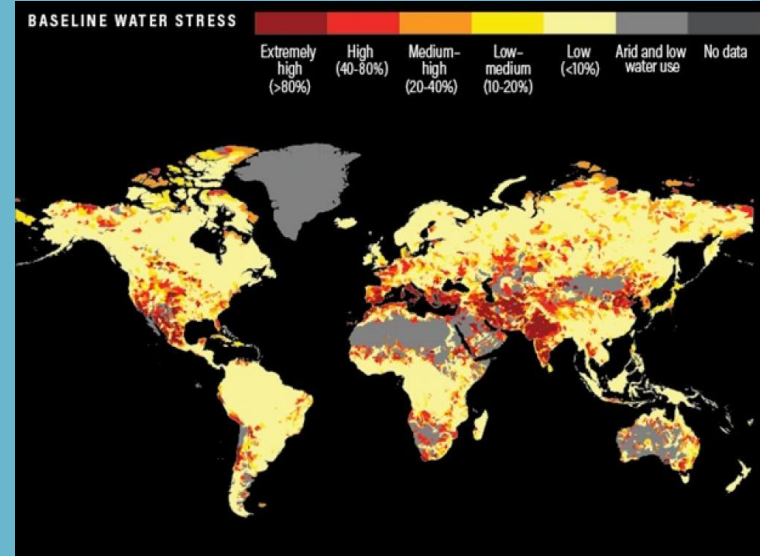 BASELINE WATER STRESS
Extremely
high
(>80%)
High
(40-80%)
Medium–
high
(20-40%)
Low–
medium
(10-20%)
Low
(<10%)
Arid and low
water use
No data